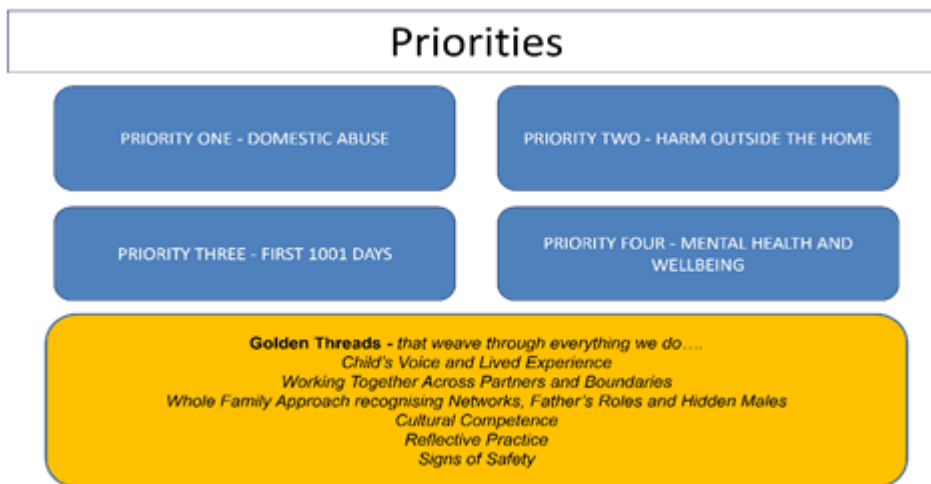 Priorities
PRIORITY ONE - DOMESTIC ABUSE
PRIORITY TWO - HARM OUTSIDE THE HOME
PRIORITY THREE - FIRST 1001 DAYS
PRIORITY FOUR - MENTAL HEALTH AND
WELLBEING
Golden Threads - that weave through everything we do....
Child's Voice and Lived Experience
Working Together Across Partners and Boundaries
Whole Family Approach recognising Networks, Father's Roles and Hidden Males
Cultural Competence
Reflective Practice
Signs of Safety